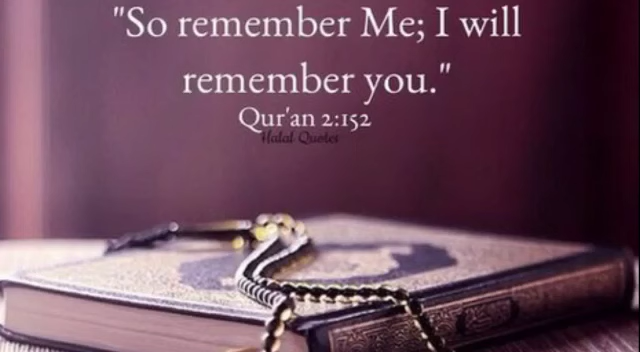 "So remember Me; I will
remember you."
Qur'an 2:152
Halal Quotes